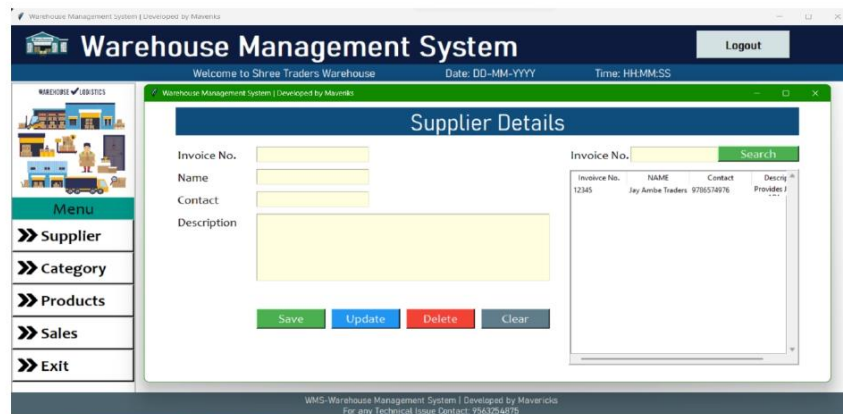 Warehouse Management System | Developed by Mavenks
Warehouse Management System
Logout
Welcome to Shree Traders Warehouse Date: DD-MM-YYYY Time: HH:MM:SS
WAREHOUSE LOGISTICS
Warehouse Management System | Developed by Mavenks
Supplier Details
Invoice No.
Name
Contact
Description
Save Update Delete Clear
Invoice No. Search
Invoivce No. NAME Contact Descrip
12345 Jay Ambe Traders 9786574976 Provides J
Menu
Supplier
Category
Products
Sales
Exit
WMS-Warehouse Management System | Developed by Mavericks
For any Technical Issue Contact: 9563254875